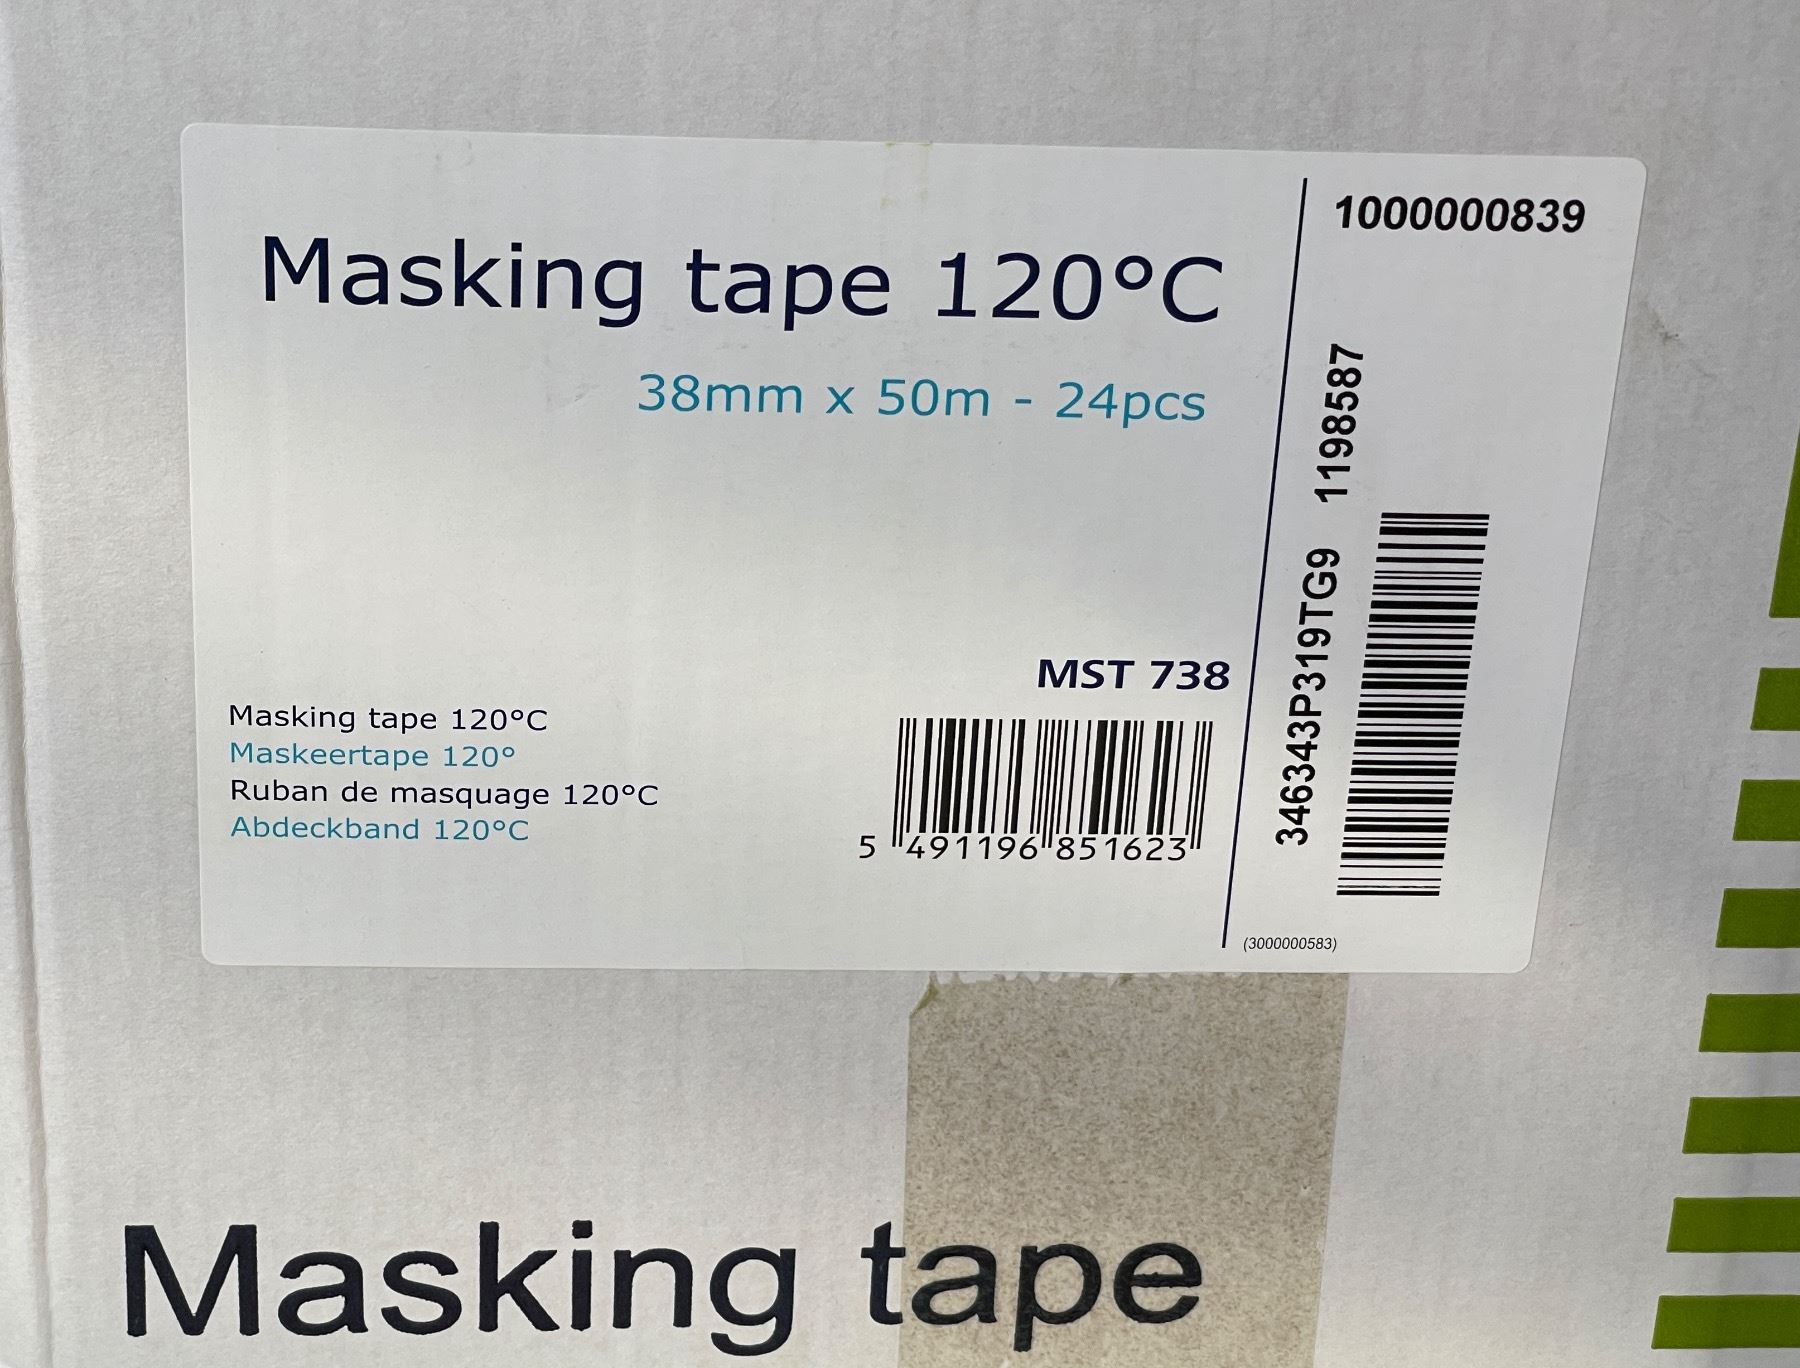 Masking tape 120°C
38mm x 50m - 24pcs
Masking tape 120°C
Maskeertape 120°
Ruban de masquage 120°C
Abdeckband 120°C
MST 738
5 491196 851623
1000000839
346343P319TG9 1198587
(3000000583)
Masking tape